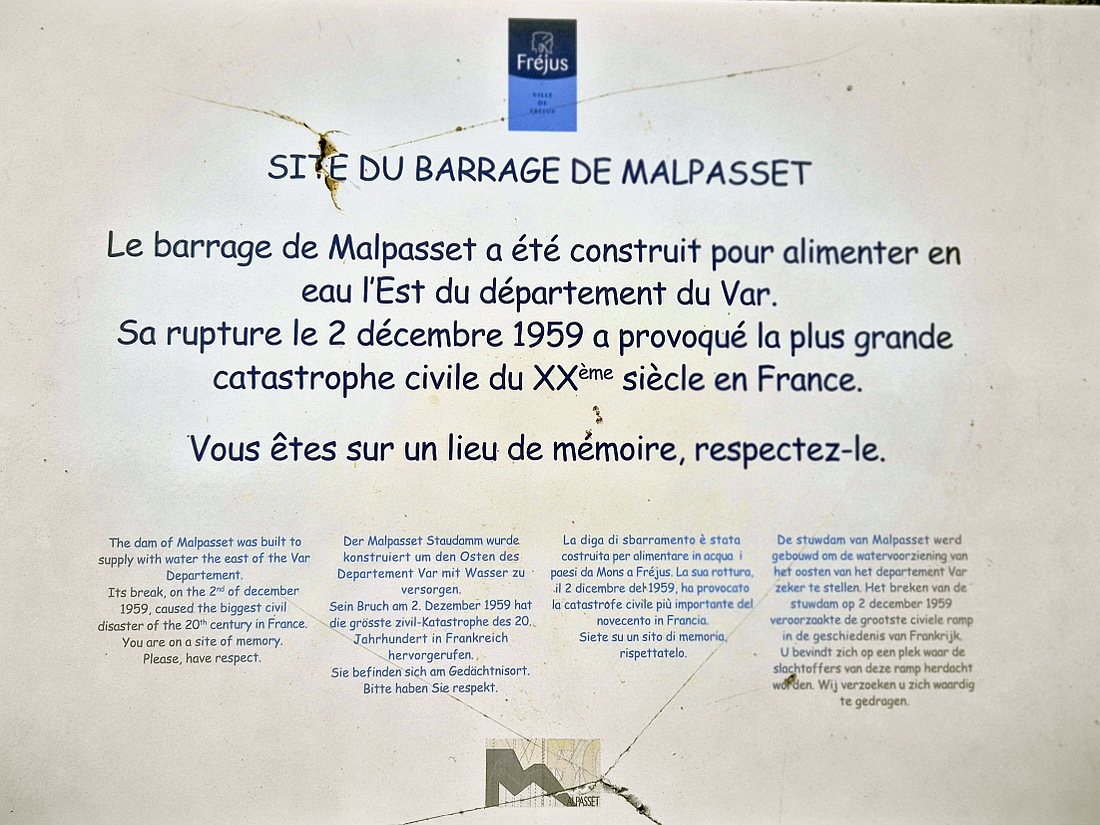 Fréjus
VILLE
DE
FRÉJUS
SITE DU BARRAGE DE MALPASSET
Le barrage de Malpasset a été construit pour alimenter en
eau l'Est du département du Var.
Sa rupture le 2 décembre 1959 a provoqué la plus grande
catastrophe civile du XXème siècle en France.
Vous êtes sur un lieu de mémoire, respectez-le.
The dam of Malpasset was built to
supply with water the east of the Var
Departement.
Its break, on the 2nd of december
1959, caused the biggest civil
disaster of the 20th century in France.
You are on a site of memory.
Please, have respect.
Der Malpasset Staudamm wurde
konstruiert um den Osten des
Departement Var mit Wasser zu
versorgen.
Sein Bruch am 2. Dezember 1959 hat
die grösste zivil-Katastrophe des 20.
Jahrhundert in Frankreich
hervorgerufen.
Sie befinden sich am Gedächtnisort.
Bitte haben Sie respekt.
La diga di sbarramento è stata
costruita per alimentare in acqua i
paesi da Mons a Fréjus. La sua rottura,
il 2 dicembre del 1959, ha provocato
la catastrofe civile più importante del
novecento in Francia.
Siete su un sito di memoria,
rispettatelo.
De stuwdam van Malpasset werd
gebouwd om de watervoorziening van
het oosten van het departement Var
zeker te stellen. Het breken van de
stuwdam op 2 december 1959
veroorzaakte de grootste civiele ramp
in de geschiedenis van Frankrijk.
U bevindt zich op een plek waar de
slachtoffers van deze ramp herdacht
worden. Wij verzoeken u zich waardig
te gedragen.
MALPASSET